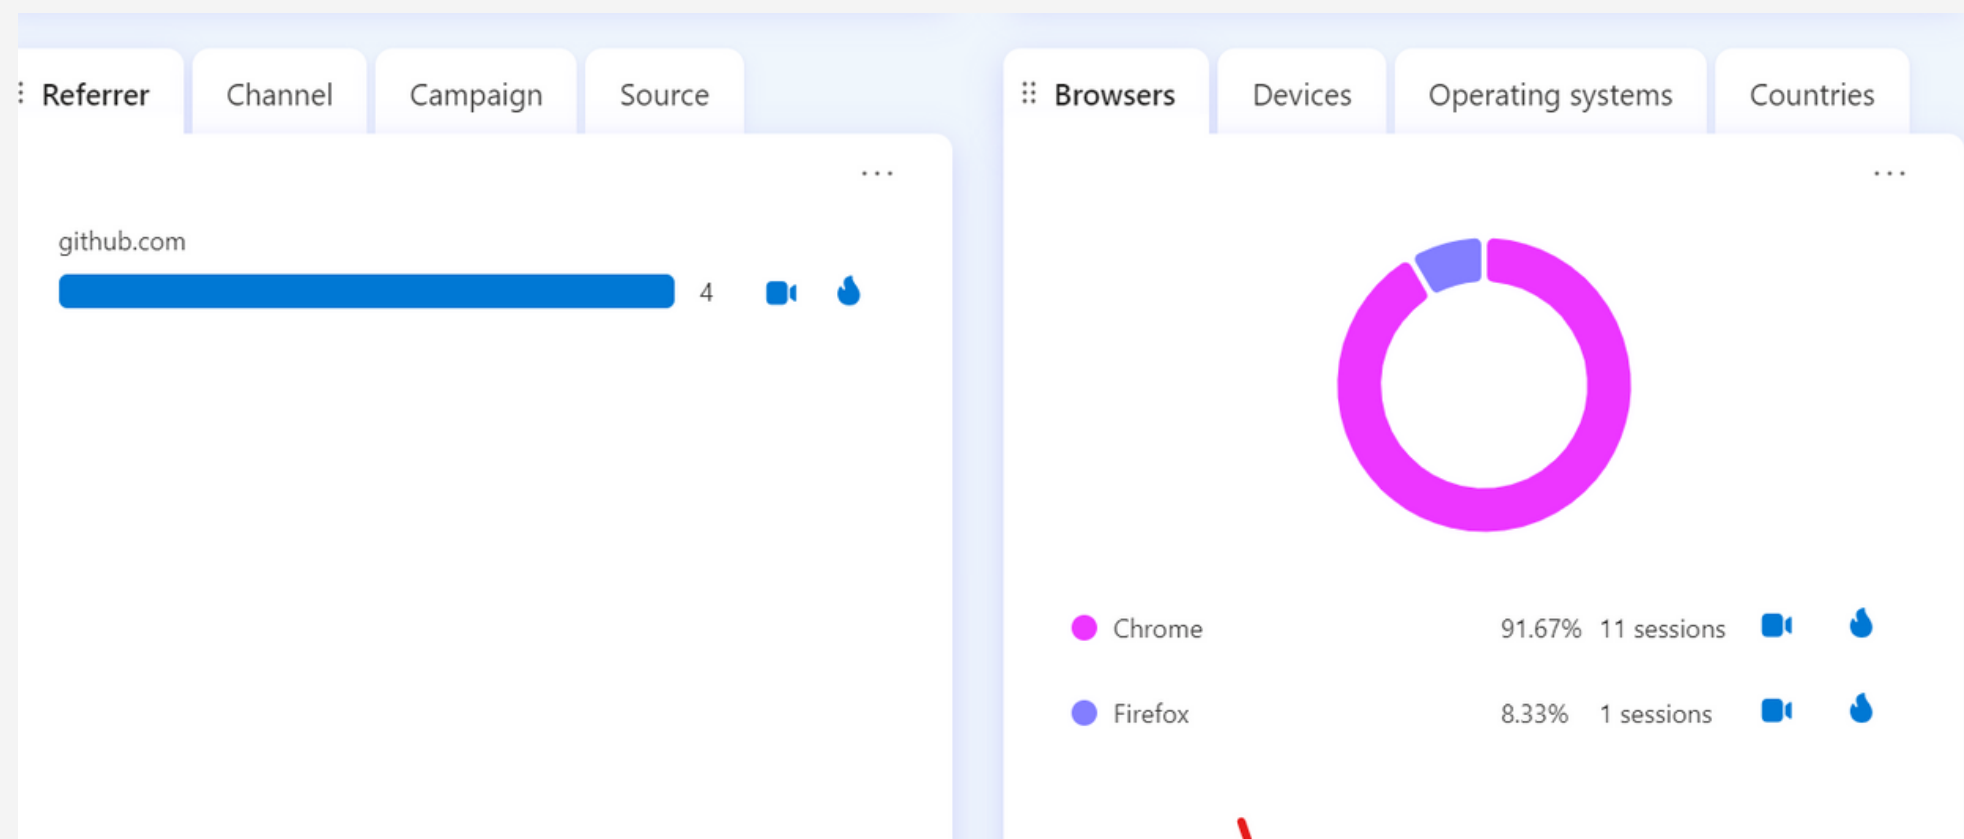 Referrer Channel Campaign Source
...
github.com
4
Browsers Devices Operating systems Countries
...
Chrome 91.67% 11 sessions
Firefox 8.33% 1 sessions